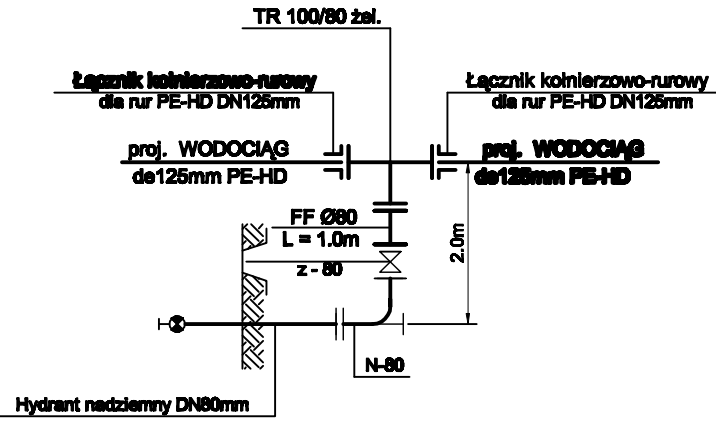 TR 100/80 żel.
Łącznik kołnierzowo-rurowy
dla rur PE-HD DN125mm
Łącznik kołnierzowo-rurowy
dla rur PE-HD DN125mm
proj. WODOCIĄG
de125mm PE-HD
proj. WODOCIĄG
de125mm PE-HD
FF Ø80
L = 1.0m
z - 80
2.0m
N-80
Hydrant nadziemny DN80mm